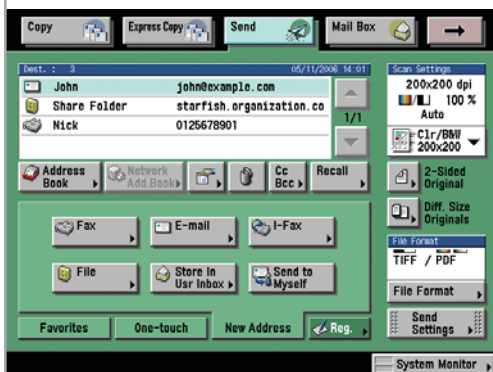 Copy Express Copy Send Mail Box
Dest. : 3 05/11/2006 14:01
John john@example.com
Share Folder starfish.organization.co
Nick 0125678901
1/1
Scan Settings
200x200 dpi
100 %
Auto
Clr/B&W
200x200
Address Book
Network Add.Book
Cc Bcc
Recall
2-Sided Original
Diff. Size Originals
Fax E-mail I-Fax
File Store In Usr Inbox Send to Myself
File Format
TIFF / PDF
File Format
Favorites One-touch New Address Reg.
Send Settings
System Monitor